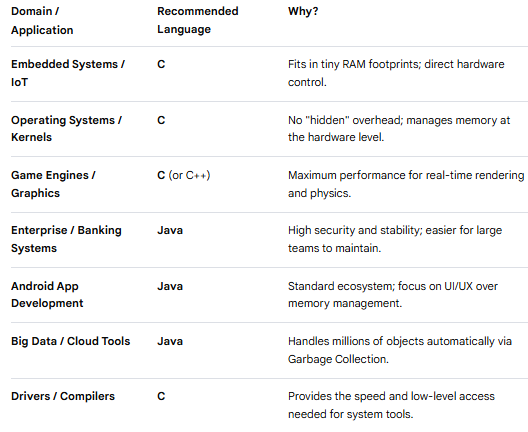 Domain / Recommended Why?
Application Language
Embedded Systems / C Fits in tiny RAM footprints; direct hardware
IoT control.
Operating Systems / C No "hidden" overhead; manages memory at
Kernels the hardware level.
Game Engines / C (or C++) Maximum performance for real-time rendering
Graphics and physics.
Enterprise / Banking Java High security and stability; easier for large
Systems teams to maintain.
Android App Java Standard ecosystem; focus on UI/UX over
Development memory management.
Big Data / Cloud Tools Java Handles millions of objects automatically via
Garbage Collection.
Drivers / Compilers C Provides the speed and low-level access
needed for system tools.